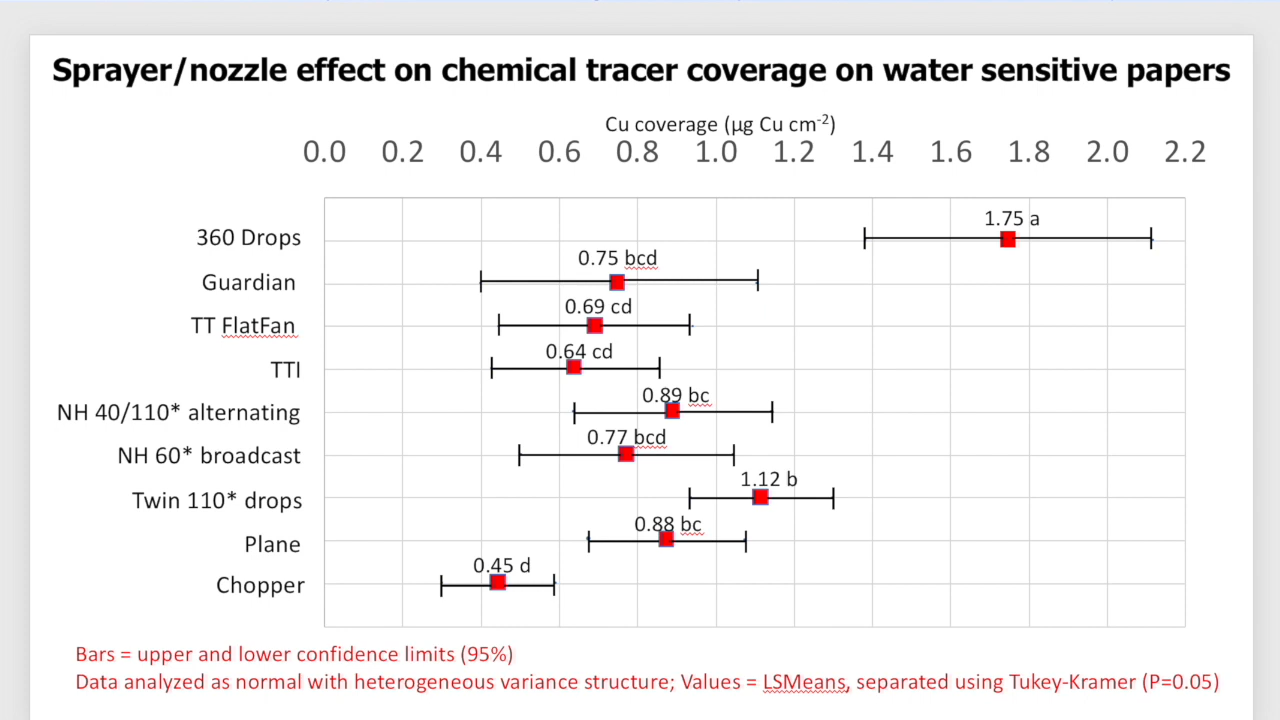 Sprayer/nozzle effect on chemical tracer coverage on water sensitive papers
Cu coverage (µg Cu cm-2)
0.0 0.2 0.4 0.6 0.8 1.0 1.2 1.4 1.6 1.8 2.0 2.2
360 Drops 1.75 a
Guardian 0.75 bcd
TT FlatFan 0.69 cd
TTI 0.64 cd
NH 40/110* alternating 0.89 bc
NH 60* broadcast 0.77 bcd
Twin 110* drops 1.12 b
Plane 0.88 bc
Chopper 0.45 d
Bars = upper and lower confidence limits (95%)
Data analyzed as normal with heterogeneous variance structure; Values = LSMeans, separated using Tukey-Kramer (P=0.05)